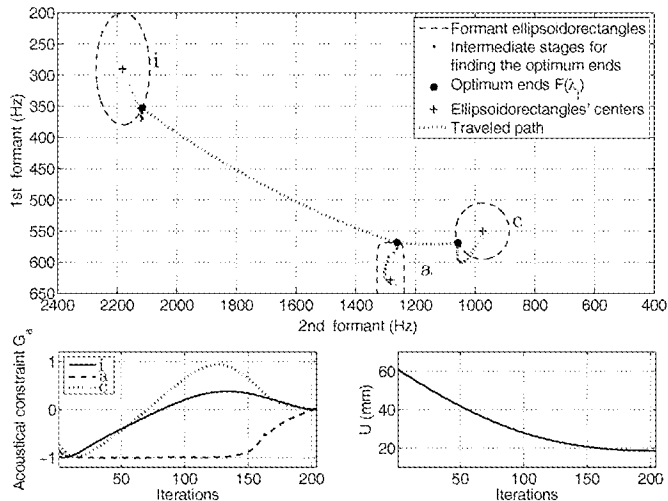 200
250
300
350
400
450
500
550
600
650
1st formant (Hz)
2400 2200 2000 1800 1600 1400 1200 1000 800 600 400
2nd formant (Hz)
i
a
Formant ellipsoidorectangles
Intermediate stages for
finding the optimum ends
Optimum ends F(λj)
Ellipsoidorectangles' centers
Traveled path
Acoustical constraint Ga
1
0
−1
i
a
50 100 150 200
Iterations
U (mm)
60
40
20
50 100 150 200
Iterations